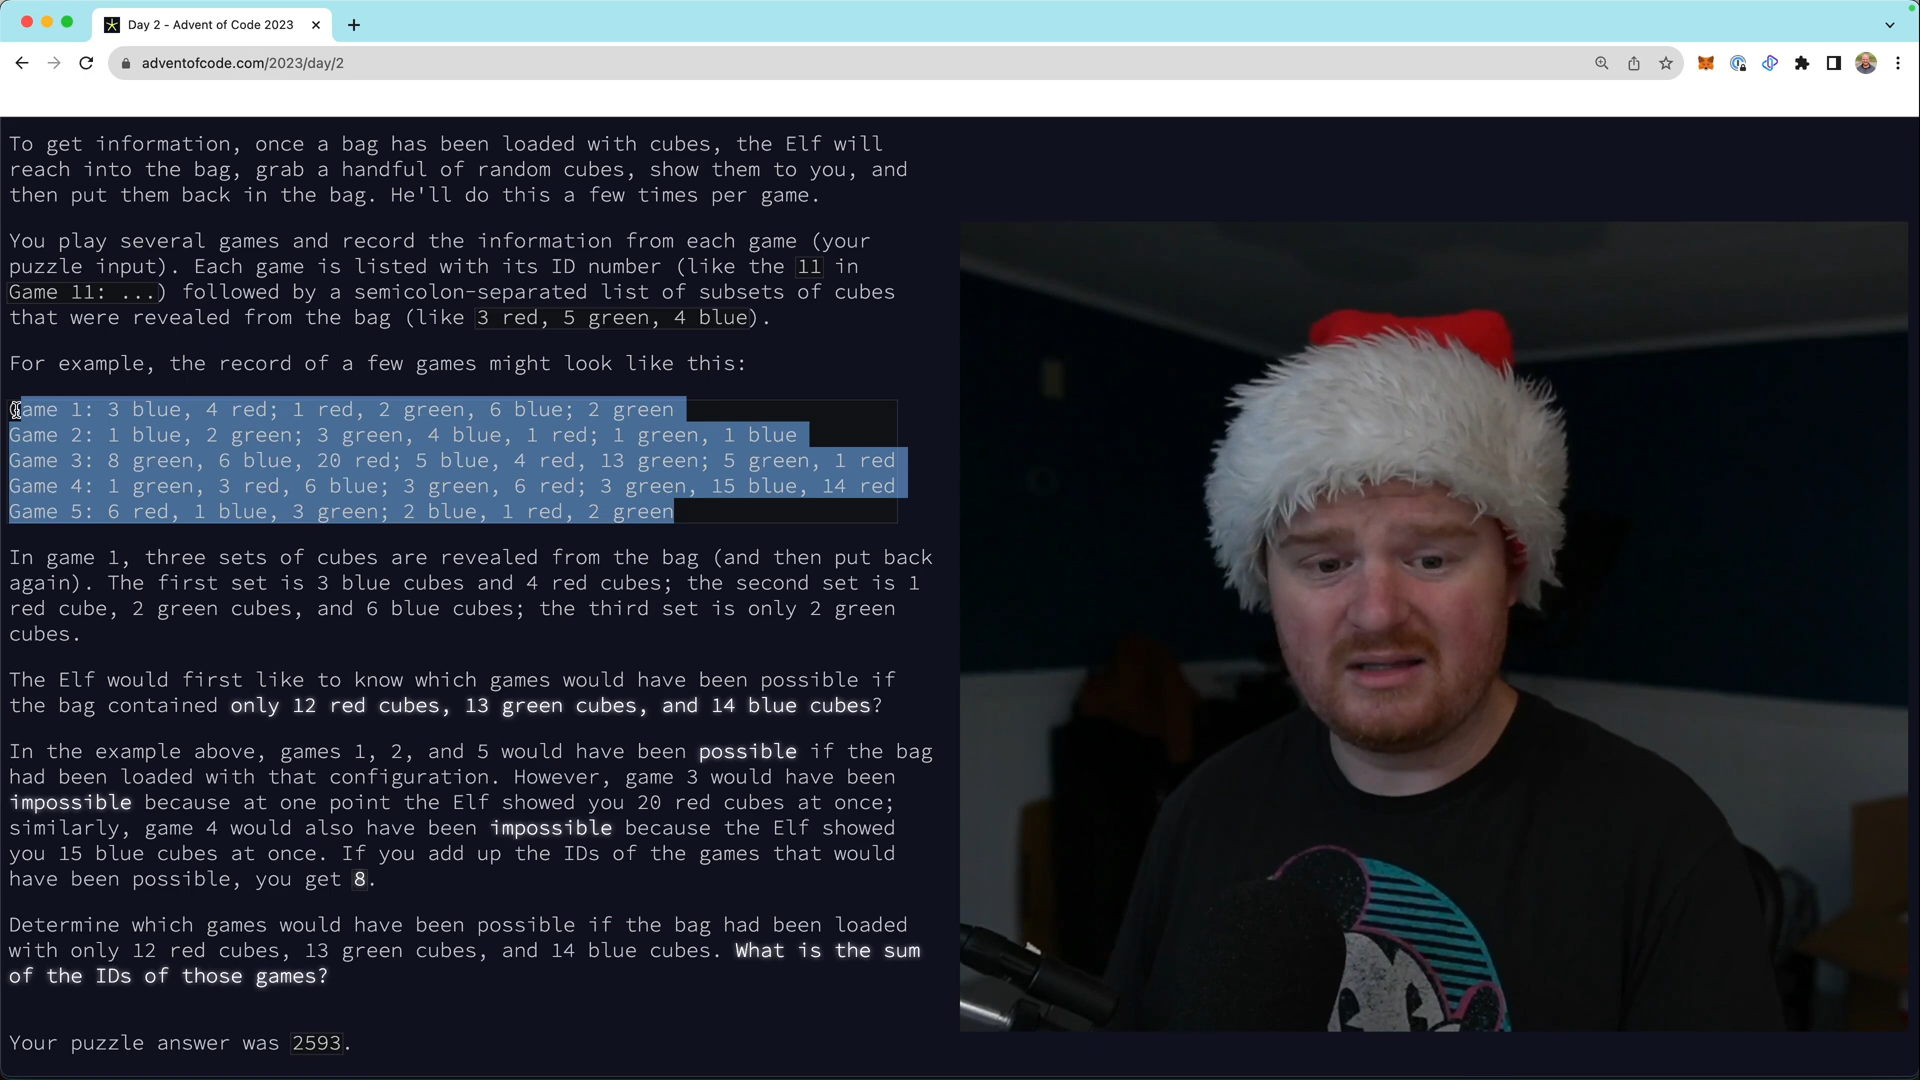 Day 2 - Advent of Code 2023
adventofcode.com/2023/day/2
To get information, once a bag has been loaded with cubes, the Elf will
reach into the bag, grab a handful of random cubes, show them to you, and
then put them back in the bag. He'll do this a few times per game.
You play several games and record the information from each game (your
puzzle input). Each game is listed with its ID number (like the 11 in
Game 11: ...) followed by a semicolon-separated list of subsets of cubes
that were revealed from the bag (like 3 red, 5 green, 4 blue).
For example, the record of a few games might look like this:
Game 1: 3 blue, 4 red; 1 red, 2 green, 6 blue; 2 green
Game 2: 1 blue, 2 green; 3 green, 4 blue, 1 red; 1 green, 1 blue
Game 3: 8 green, 6 blue, 20 red; 5 blue, 4 red, 13 green; 5 green, 1 red
Game 4: 1 green, 3 red, 6 blue; 3 green, 6 red; 3 green, 15 blue, 14 red
Game 5: 6 red, 1 blue, 3 green; 2 blue, 1 red, 2 green
In game 1, three sets of cubes are revealed from the bag (and then put back
again). The first set is 3 blue cubes and 4 red cubes; the second set is 1
red cube, 2 green cubes, and 6 blue cubes; the third set is only 2 green
cubes.
The Elf would first like to know which games would have been possible if
the bag contained only 12 red cubes, 13 green cubes, and 14 blue cubes?
In the example above, games 1, 2, and 5 would have been possible if the bag
had been loaded with that configuration. However, game 3 would have been
impossible because at one point the Elf showed you 20 red cubes at once;
similarly, game 4 would also have been impossible because the Elf showed
you 15 blue cubes at once. If you add up the IDs of the games that would
have been possible, you get 8.
Determine which games would have been possible if the bag had been loaded
with only 12 red cubes, 13 green cubes, and 14 blue cubes. What is the sum
of the IDs of those games?
Your puzzle answer was 2593.